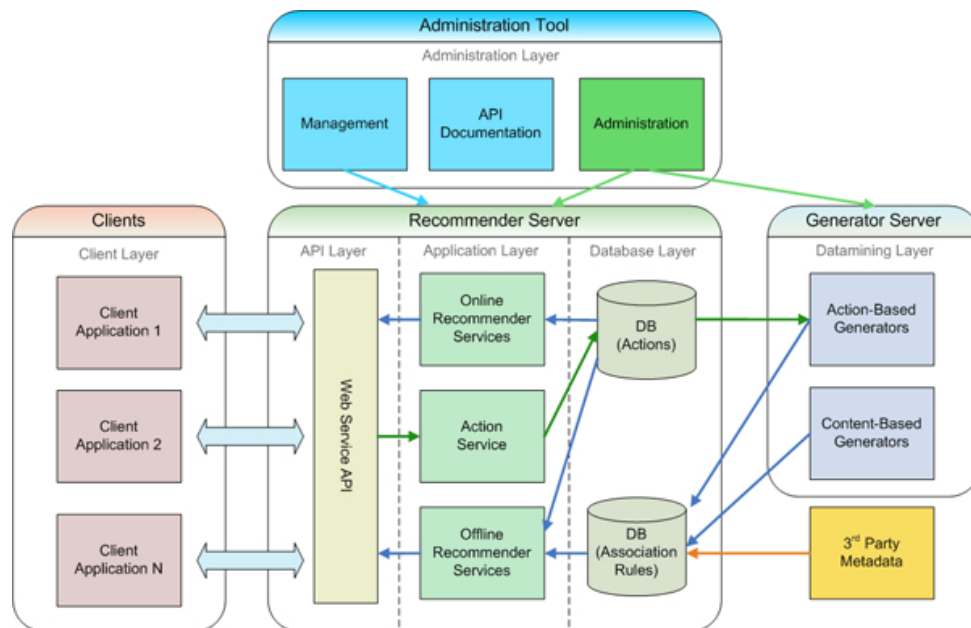 Administration Tool
Administration Layer
Management
API
Documentation
Administration
Clients
Client Layer
Client
Application 1
Client
Application 2
Client
Application N
Recommender Server
API Layer
Application Layer
Database Layer
Web Service API
Online
Recommender
Services
Action
Service
Offline
Recommender
Services
DB
(Actions)
DB
(Association
Rules)
Generator Server
Datamining Layer
Action-Based
Generators
Content-Based
Generators
3rd Party
Metadata